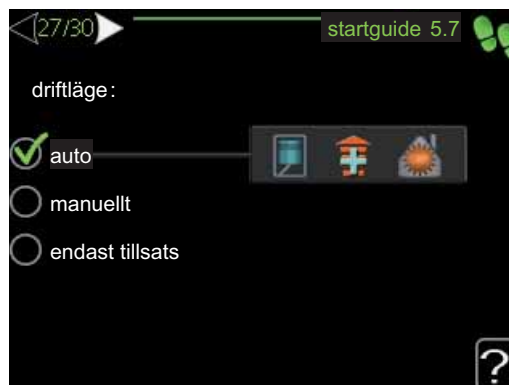 27/30
startguide 5.7
driftläge:
auto
manuellt
endast tillsats
?